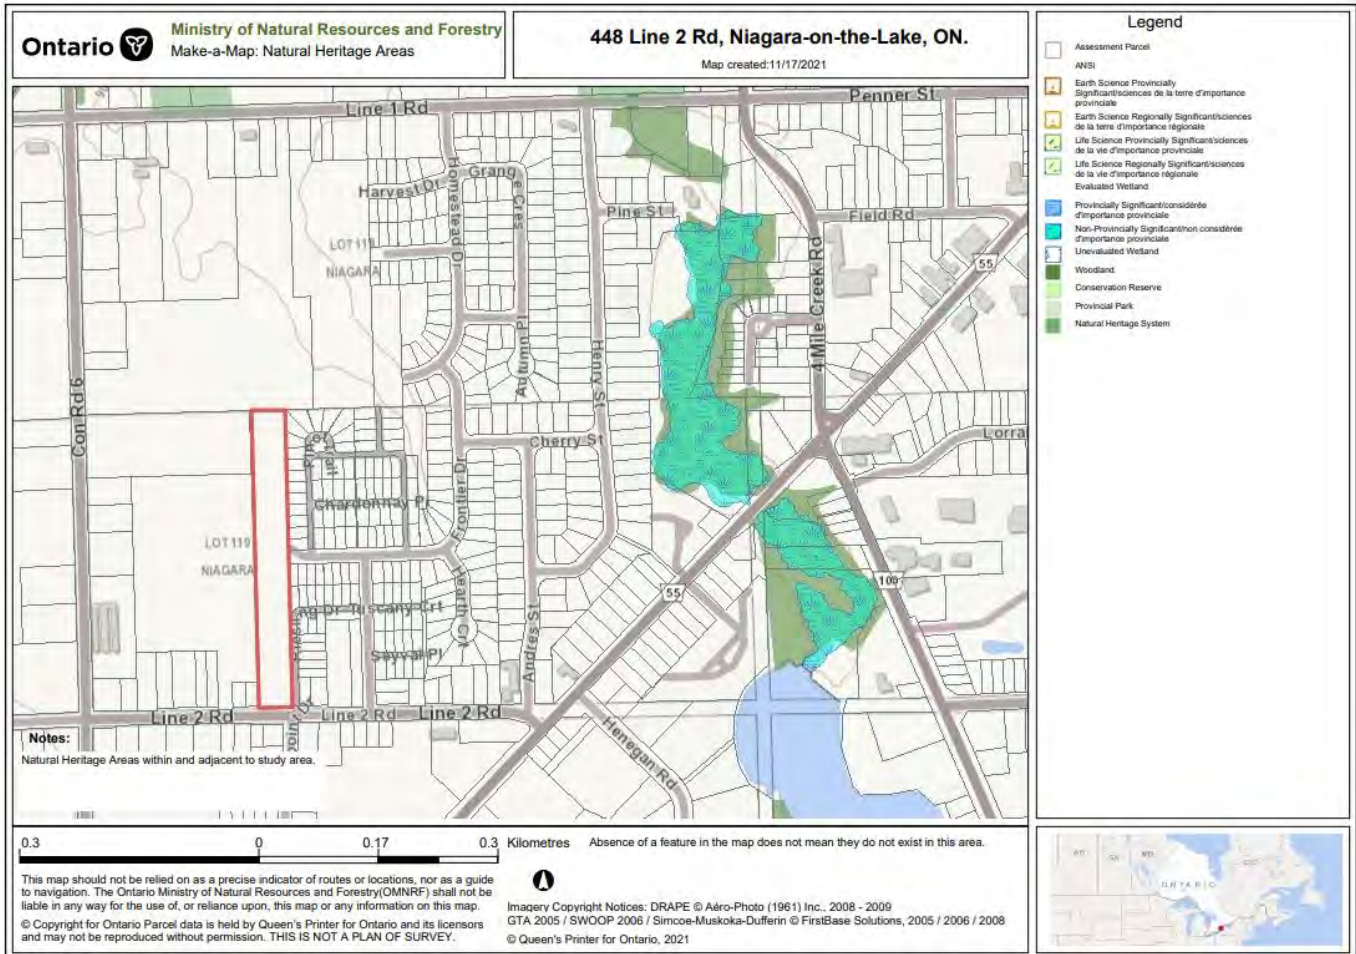 Ontario
Ministry of Natural Resources and Forestry
Make-a-Map: Natural Heritage Areas
448 Line 2 Rd, Niagara-on-the-Lake, ON.
Map created:11/17/2021
Legend
Assessment Parcel
ANSI
Earth Science Provincially
Significant/sciences de la terre d'importance
provinciale
Earth Science Regionally Significant/sciences
de la terre d'importance régionale
Life Science Provincially Significant/sciences
de la vie d'importance provinciale
Life Science Regionally Significant/sciences
de la vie d'importance régionale
Evaluated Wetland
Provincially Significant/considérée
d'importance provinciale
Non-Provincially Significant/non considérée
d'importance provinciale
Unevaluated Wetland
Woodland
Conservation Reserve
Provincial Park
Natural Heritage System
Line 1 Rd
Penner St
Harvest Dr
Homestead Dr
Grang
e Cres
Pine St
Field Rd
LOT 119
NIAGARA
55
4 Mile Creek Rd
Autumn Pl
Henry St
Con Rd 6
Cherry St
Lorra
Trail
Chardonnay Pl
Frontier Dr
LOT 119
NIAGARA
100
55
Tuscany Crt
Hearth Crt
Andres St
Seyval Pl
Line 2 Rd
Line 2 Rd
Line 2 Rd
Henegan Rd
Notes:
Natural Heritage Areas within and adjacent to study area.
0.3
0
0.17
0.3
Kilometres
Absence of a feature in the map does not mean they do not exist in this area.
This map should not be relied on as a precise indicator of routes or locations, nor as a guide
to navigation. The Ontario Ministry of Natural Resources and Forestry(OMNRF) shall not be
liable in any way for the use of, or reliance upon, this map or any information on this map.
© Copyright for Ontario Parcel data is held by Queen's Printer for Ontario and its licensors
and may not be reproduced without permission. THIS IS NOT A PLAN OF SURVEY.
Imagery Copyright Notices: DRAPE © Aéro-Photo (1961) Inc., 2008 - 2009
GTA 2005 / SWOOP 2006 / Simcoe-Muskoka-Dufferin © FirstBase Solutions, 2005 / 2006 / 2008
© Queen's Printer for Ontario, 2021
ONTARIO